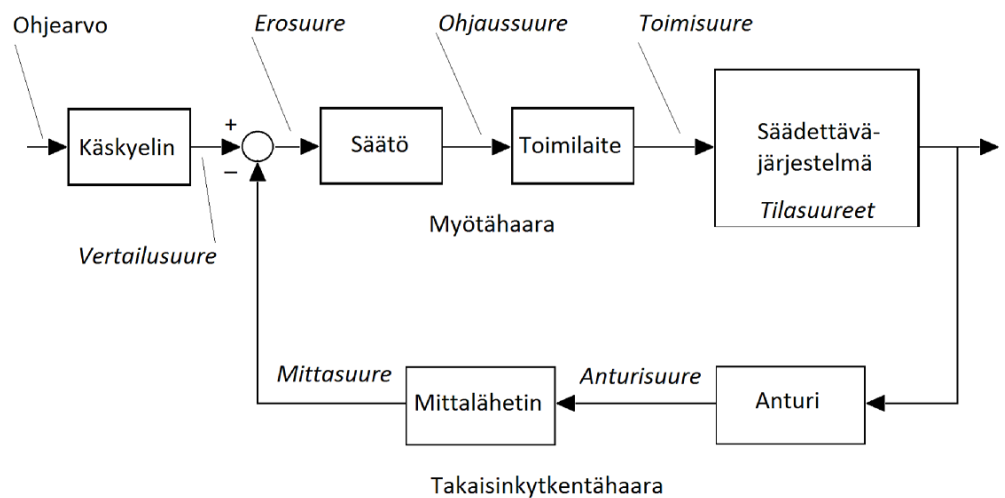 Ohjearvo
Erosuure
Ohjaussuure
Toimisuure
Käskyelin
+
−
Säätö
Toimilaite
Säädettävä-
järjestelmä
Tilasuureet
Vertailusuure
Myötähaara
Mittasuure
Mittalähetin
Anturisuure
Anturi
Takaisinkytkentähaara